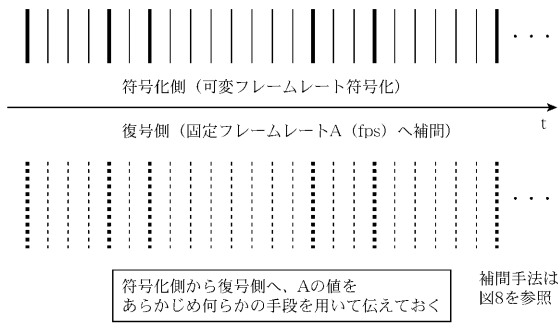 ・・・
符号化側（可変フレームレート符号化）
t
復号側（固定フレームレートA（fps）へ補間）
・・・
符号化側から復号側へ、Aの値を
あらかじめ何らかの手段を用いて伝えておく
補間手法は
図8を参照